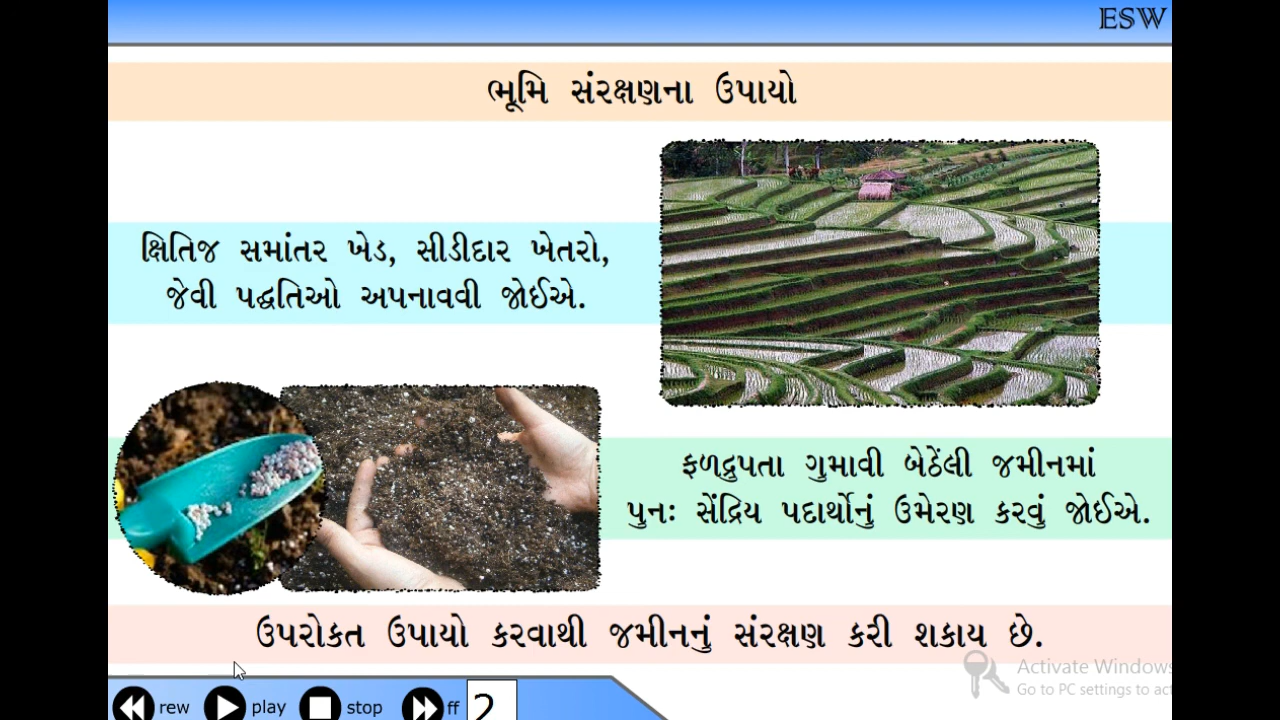 ESW
ભૂમિ સંરક્ષણના ઉપાયો
ક્ષિતિજ સમાંતર ખેડ, સીડીદાર ખેતરો,
જેવી પદ્ધતિઓ અપનાવવી જોઈએ.
ફળદ્રુપતા ગુમાવી બેઠેંલી જમીનમાં
પુનઃ સેંદ્રિય પદાર્થોનું ઉમેરણ કરવું જોઈએ.
ઉપરોકત ઉપાયો કરવાથી જમીનનું સંરક્ષણ કરી શકાય છે.
Activate Windows
Go to PC settings to act
rew play stop ff 2